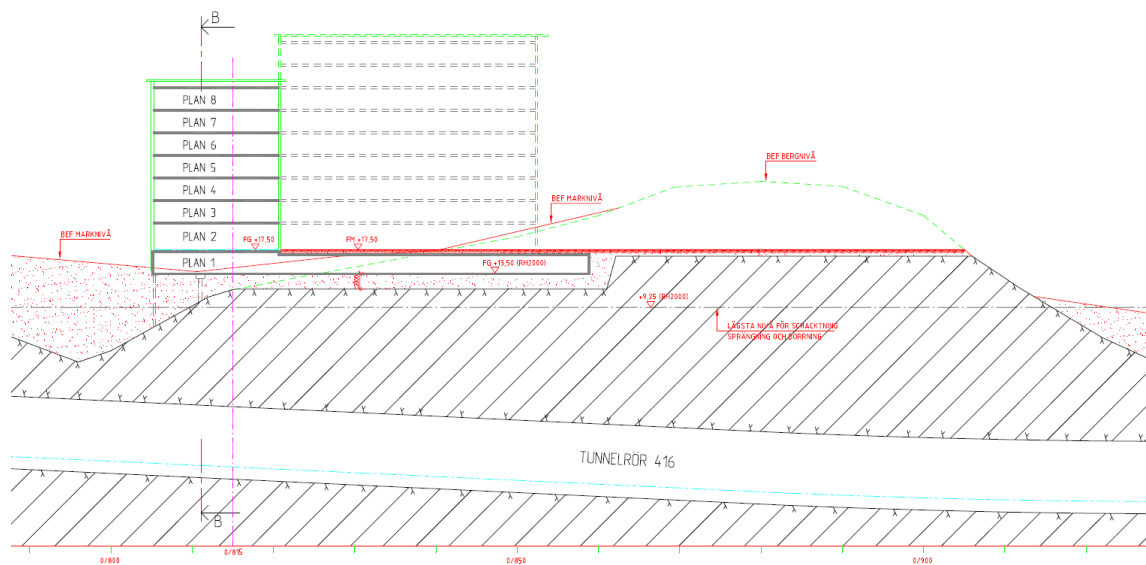 B
PLAN 8
PLAN 7
PLAN 6
PLAN 5
PLAN 4
PLAN 3
PLAN 2
PLAN 1
BEF BERGNIVÅ
BEF MARKNIVÅ
BEF MARKNIVÅ
FG +17,50
FM +17,50
FG +13,50 (RH2000)
+9,25 (RH2000)
LÄGSTA NIVÅ FÖR SCHACKTNING
SPRÄNGNING OCH BORRNING
TUNNELRÖR 416
B
0/800
0/815
0/850
0/900